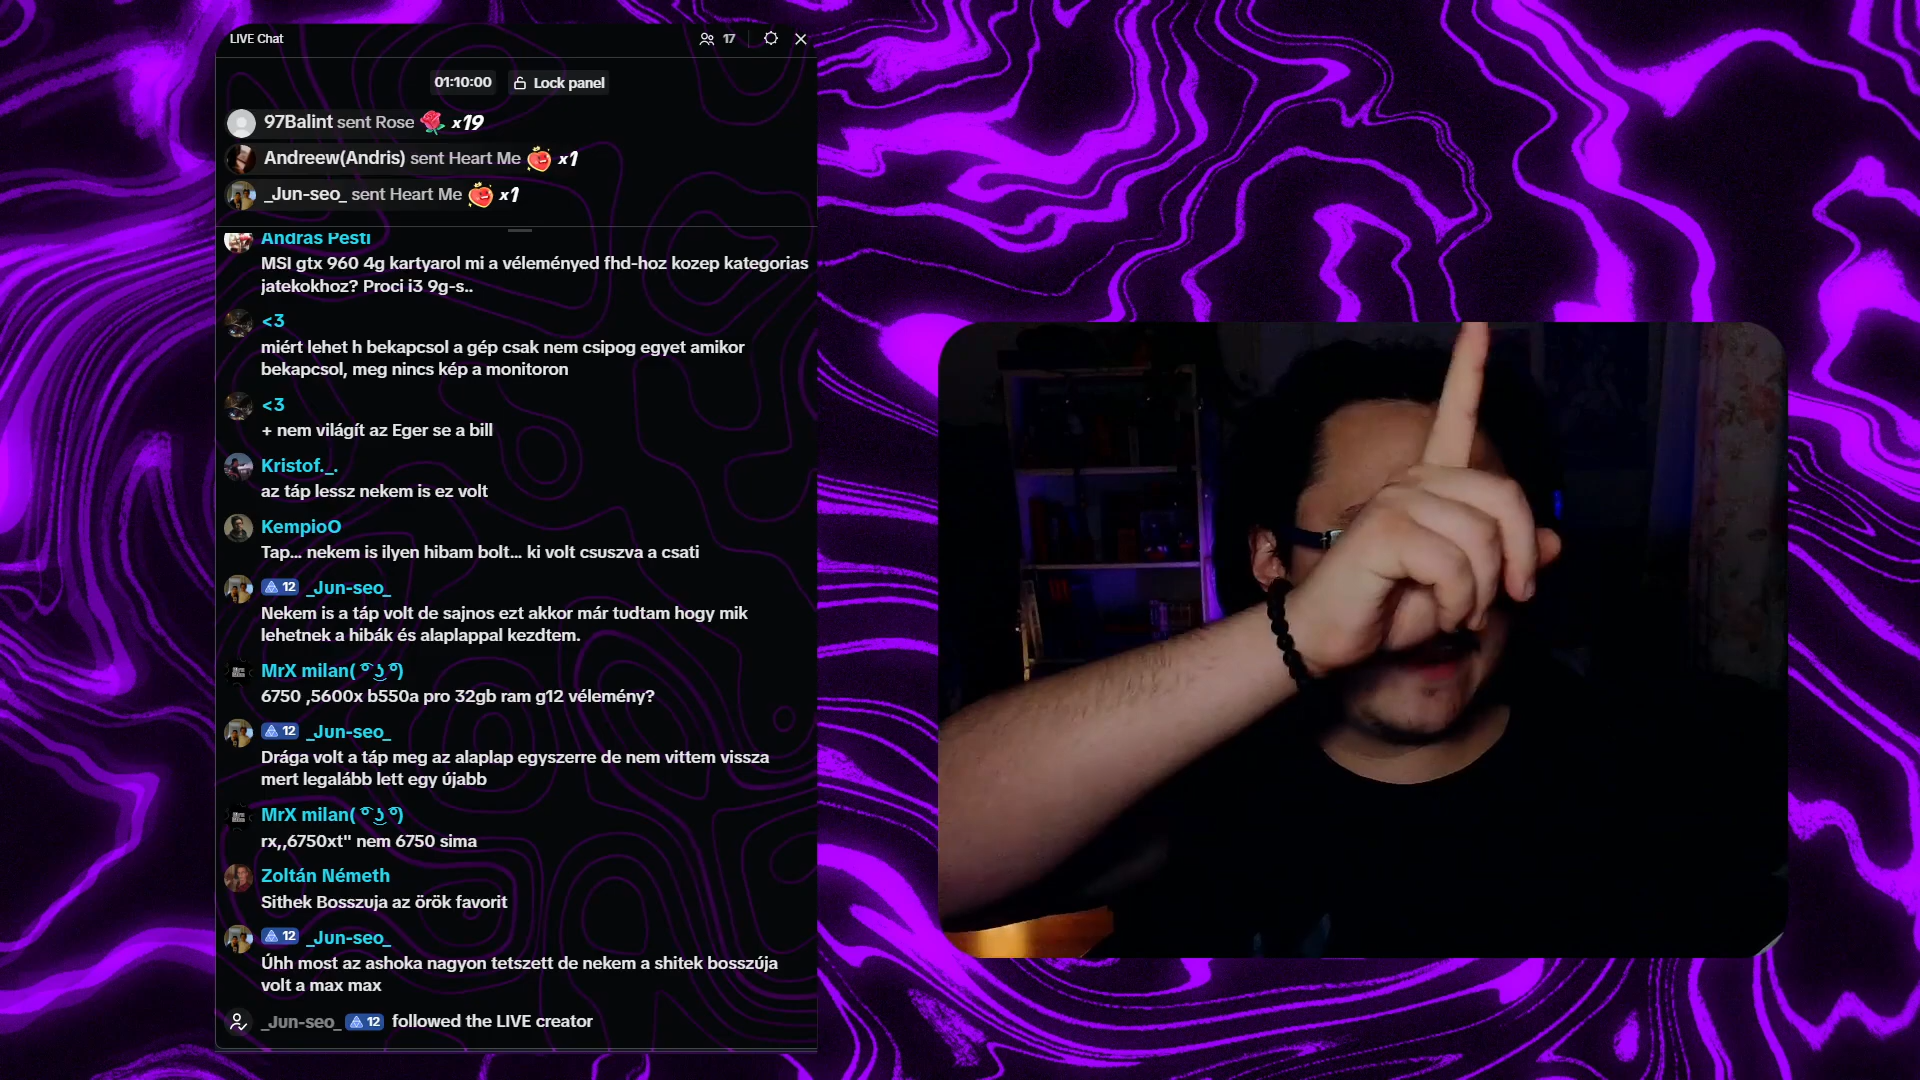 LIVE Chat
17
01:10:00
Lock panel
97Balint sent Rose x19
Andreew(Andris) sent Heart Me x1
_Jun-seo_ sent Heart Me x1
András Pesti
MSI gtx 960 4g kartyarol mi a véleményed fhd-hoz kozep kategorias
jatekokhoz? Proci i3 9g-s..
<3
miért lehet h bekapcsol a gép csak nem csipog egyet amikor
bekapcsol, meg nincs kép a monitoron
<3
+ nem világít az Eger se a bill
Kristof._.
az táp lessz nekem is ez volt
KempioO
Tap... nekem is ilyen hibam bolt... ki volt csuszva a csati
12 _Jun-seo_
Nekem is a táp volt de sajnos ezt akkor már tudtam hogy mik
lehetnek a hibák és alaplappal kezdtem.
MrX milan( ͡° ͜ʖ ͡°)
6750 ,5600x b550a pro 32gb ram g12 vélemény?
12 _Jun-seo_
Drága volt a táp meg az alaplap egyszerre de nem vittem vissza
mert legalább lett egy újabb
MrX milan( ͡° ͜ʖ ͡°)
rx,,6750xt" nem 6750 sima
Zoltán Németh
Sithek Bosszuja az örök favorit
12 _Jun-seo_
Úhh most az ashoka nagyon tetszett de nekem a shitek bosszúja
volt a max max
_Jun-seo_ 12 followed the LIVE creator